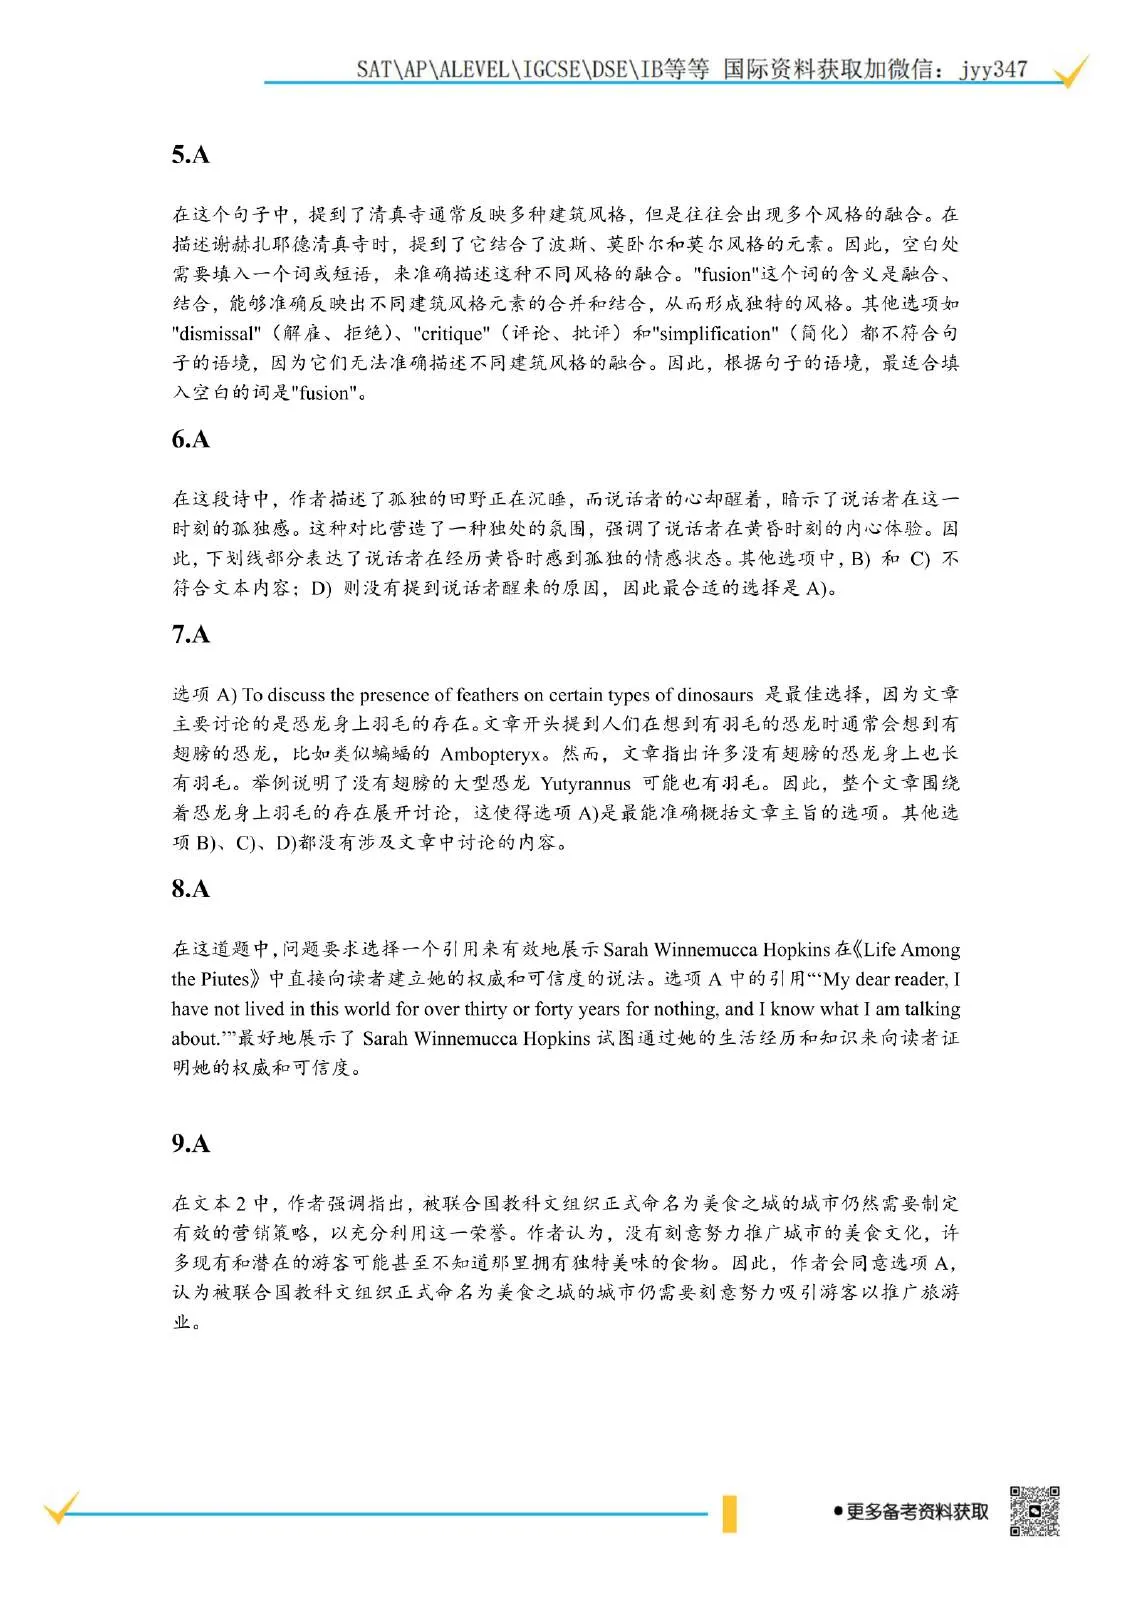 SAT\AP\ALEVEL\IGCSE\DSE\IB等等 国际资料获取加微信：jyy347
5.A
在这个句子中，提到了清真寺通常反映多种建筑风格，但是往往会出现多个风格的融合。在
描述谢赫扎耶德清真寺时，提到了它结合了波斯、莫卧尔和莫尔风格的元素。因此，空白处
需要填入一个词或短语，来准确描述这种不同风格的融合。"fusion"这个词的含义是融合、
结合，能够准确反映出不同建筑风格元素的合并和结合，从而形成独特的风格。其他选项如
"dismissal"（解雇、拒绝）、"critique"（评论、批评）和"simplification"（简化）都不符合句
子的语境，因为它们无法准确描述不同建筑风格的融合。因此，根据句子的语境，最适合填
入空白的词是"fusion"。
6.A
在这段诗中，作者描述了孤独的田野正在沉睡，而说话者的心却醒着，暗示了说话者在这一
时刻的孤独感。这种对比营造了一种独处的氛围，强调了说话者在黄昏时刻的内心体验。因
此，下划线部分表达了说话者在经历黄昏时感到孤独的情感状态。其他选项中，B) 和 C) 不
符合文本内容；D) 则没有提到说话者醒来的原因，因此最合适的选择是 A)。
7.A
选项 A) To discuss the presence of feathers on certain types of dinosaurs 是最佳选择，因为文章
主要讨论的是恐龙身上羽毛的存在。文章开头提到人们在想到有羽毛的恐龙时通常会想到有
翅膀的恐龙，比如类似蝙蝠的 Ambopteryx。然而，文章指出许多没有翅膀的恐龙身上也长
有羽毛。举例说明了没有翅膀的大型恐龙 Yutyrannus 可能也有羽毛。因此，整个文章围绕
着恐龙身上羽毛的存在展开讨论，这使得选项 A)是最能准确概括文章主旨的选项。其他选
项 B)、C)、D)都没有涉及文章中讨论的内容。
8.A
在这道题中，问题要求选择一个引用来有效地展示 Sarah Winnemucca Hopkins 在《Life Among
the Piutes》中直接向读者建立她的权威和可信度的说法。选项 A 中的引用“‘My dear reader, I
have not lived in this world for over thirty or forty years for nothing, and I know what I am talking
about.’”最好地展示了 Sarah Winnemucca Hopkins 试图通过她的生活经历和知识来向读者证
明她的权威和可信度。
9.A
在文本 2 中，作者强调指出，被联合国教科文组织正式命名为美食之城的城市仍然需要制定
有效的营销策略，以充分利用这一荣誉。作者认为，没有刻意努力推广城市的美食文化，许
多现有和潜在的游客可能甚至不知道那里拥有独特美味的食物。因此，作者会同意选项 A，
认为被联合国教科文组织正式命名为美食之城的城市仍需要刻意努力吸引游客以推广旅游
业。
●更多备考资料获取